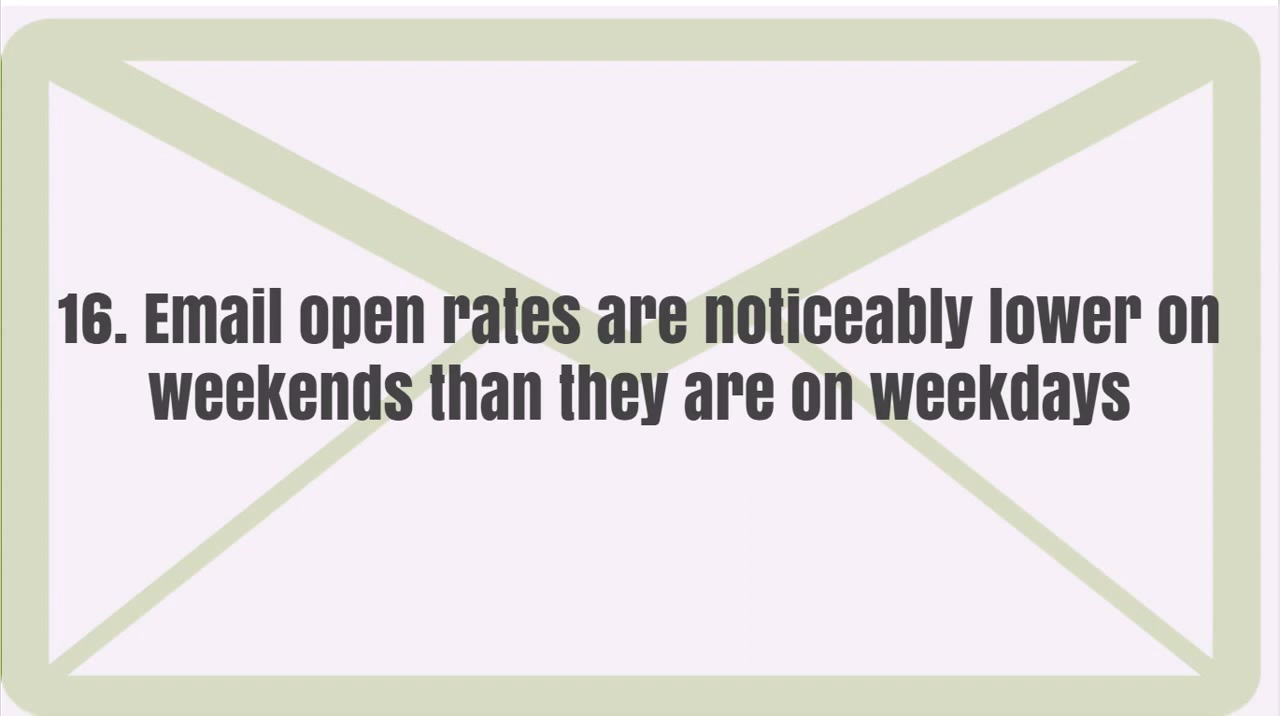 16. Email open rates are noticeably lower on
weekends than they are on weekdays